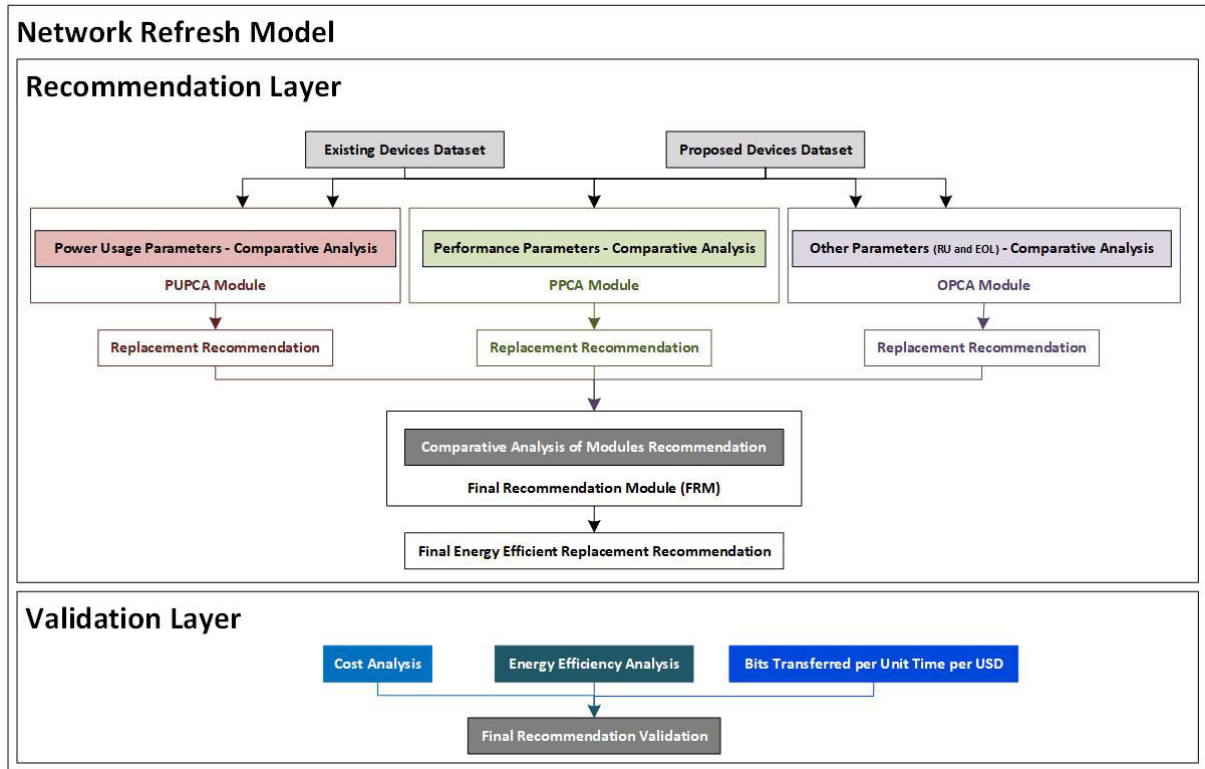 Network Refresh Model
Recommendation Layer
Existing Devices Dataset
Proposed Devices Dataset
Power Usage Parameters - Comparative Analysis
PUPCA Module
Performance Parameters - Comparative Analysis
PPCA Module
Other Parameters (RU and EOL) - Comparative Analysis
OPCA Module
Replacement Recommendation
Replacement Recommendation
Replacement Recommendation
Comparative Analysis of Modules Recommendation
Final Recommendation Module (FRM)
Final Energy Efficient Replacement Recommendation
Validation Layer
Cost Analysis
Energy Efficiency Analysis
Bits Transferred per Unit Time per USD
Final Recommendation Validation